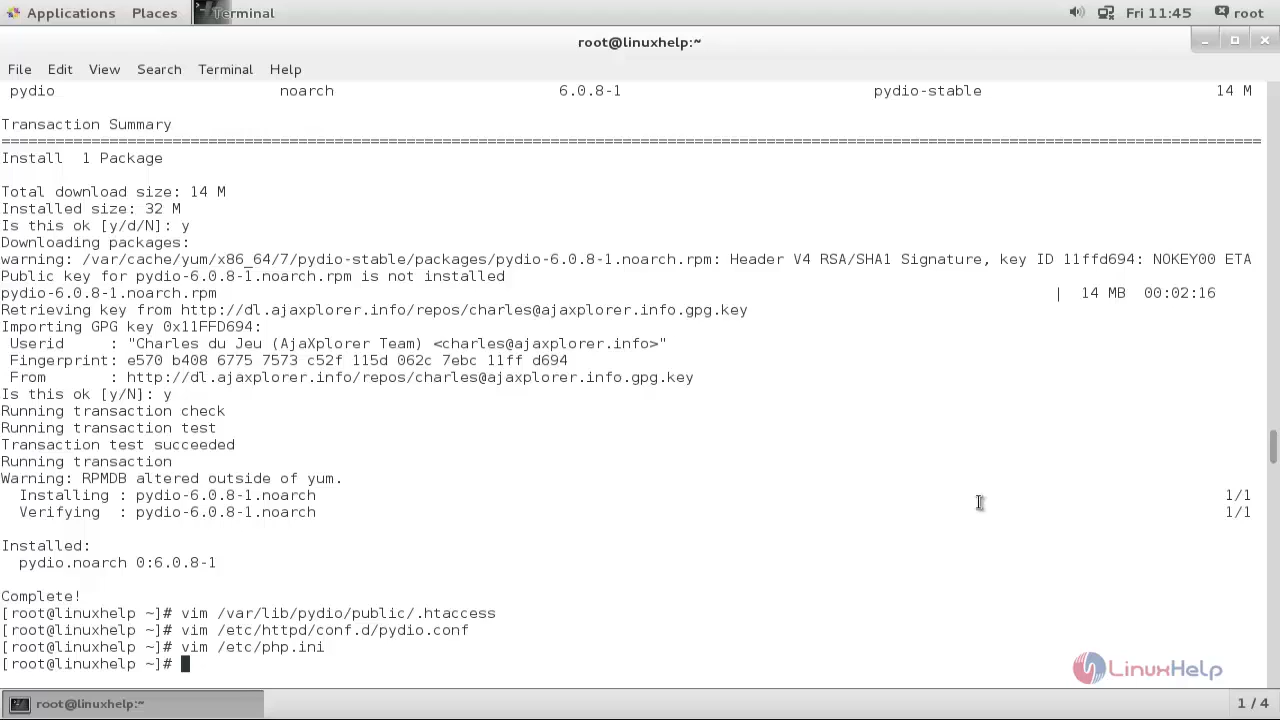 Applications Places Terminal Fri 11:45 root
root@linuxhelp:~
File Edit View Search Terminal Help
pydio noarch 6.0.8-1 pydio-stable 14 M
Transaction Summary
================================================================================
Install 1 Package
Total download size: 14 M
Installed size: 32 M
Is this ok [y/d/N]: y
Downloading packages:
warning: /var/cache/yum/x86_64/7/pydio-stable/packages/pydio-6.0.8-1.noarch.rpm: Header V4 RSA/SHA1 Signature, key ID 11ffd694: NOKEY00 ETA
Public key for pydio-6.0.8-1.noarch.rpm is not installed
pydio-6.0.8-1.noarch.rpm | 14 MB 00:02:16
Retrieving key from http://dl.ajaxplorer.info/repos/charles@ajaxplorer.info.gpg.key
Importing GPG key 0x11FFD694:
Userid : "Charles du Jeu (AjaXplorer Team) <charles@ajaxplorer.info>"
Fingerprint: e570 b408 6775 7573 c52f 115d 062c 7ebc 11ff d694
From : http://dl.ajaxplorer.info/repos/charles@ajaxplorer.info.gpg.key
Is this ok [y/N]: y
Running transaction check
Running transaction test
Transaction test succeeded
Running transaction
Warning: RPMDB altered outside of yum.
Installing : pydio-6.0.8-1.noarch 1/1
Verifying : pydio-6.0.8-1.noarch 1/1
Installed:
pydio.noarch 0:6.0.8-1
Complete!
[root@linuxhelp ~]# vim /var/lib/pydio/public/.htaccess
[root@linuxhelp ~]# vim /etc/httpd/conf.d/pydio.conf
[root@linuxhelp ~]# vim /etc/php.ini
[root@linuxhelp ~]#
LinuxHelp
root@linuxhelp:~ 1 / 4